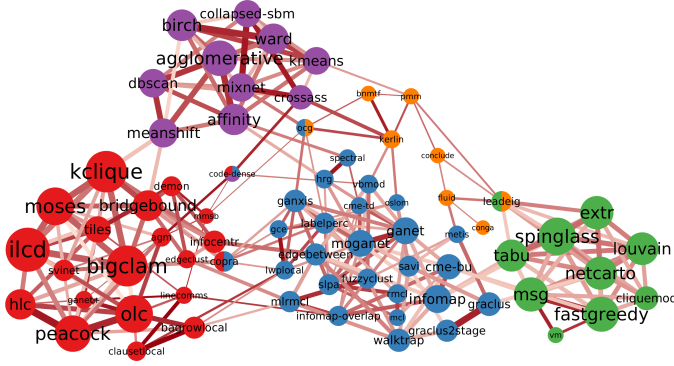 collapsed-sbm
birch
ward
agglomerative
kmeans
dbscan
mixnet
crossass
bnmtf
pmm
affinity
meanshift
ocg
kerlin
spectral
conclude
kclique
code-dense
hrg
vbmod
demon
fluid
leadeig
moses
bridgebound
mmsb
ganxis
cme-td
oslom
extr
tiles
agm
gce
labelperc
ganet
metis
conga
spinglass
ilcd
infocentr
moganet
louvain
edgeclust
copra
edgebetween
tabu
svinet
bigclam
lwplocal
fuzzyclust
savi
cme-bu
netcarto
linecomms
slpa
rmcl
msg
cliquemod
hlc
mlrmcl
infomap
graclus
ganet
olc
infomap-overlap
mcl
fastgreedy
peacock
bagrowlocal
graclus2stage
vm
clausetlocal
walktrap